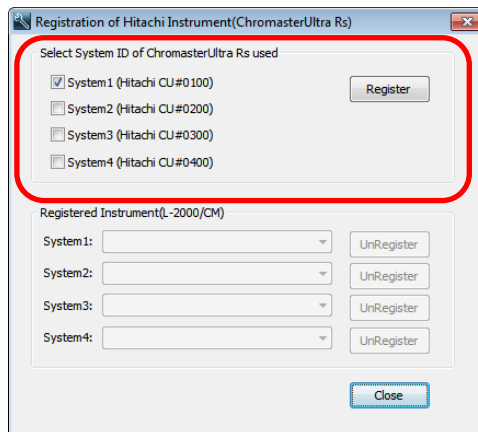 Registration of Hitachi Instrument(ChromasterUltra Rs)
Select System ID of ChromasterUltra Rs used
System1 (Hitachi CU#0100)
Register
System2 (Hitachi CU#0200)
System3 (Hitachi CU#0300)
System4 (Hitachi CU#0400)
Registered Instrument(L-2000/CM)
System1:
UnRegister
System2:
UnRegister
System3:
UnRegister
System4:
UnRegister
Close